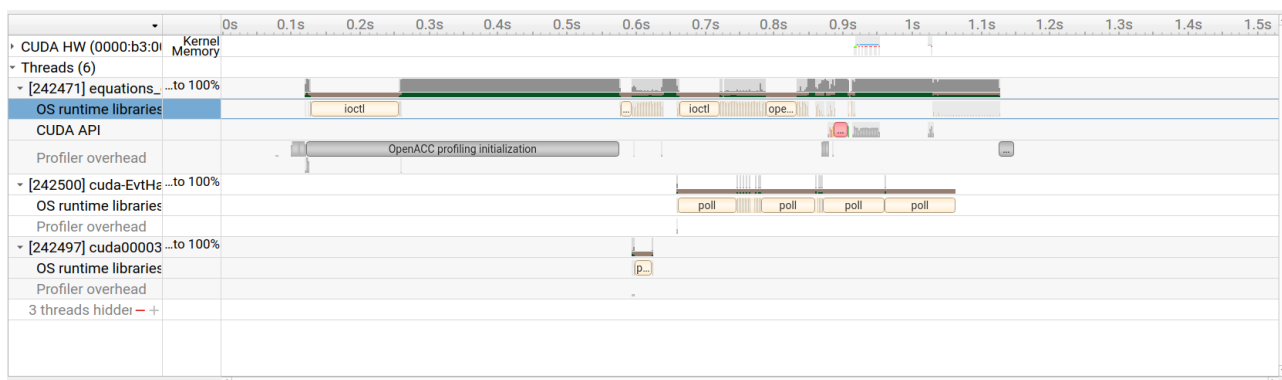 0s 0.1s 0.2s 0.3s 0.4s 0.5s 0.6s 0.7s 0.8s 0.9s 1s 1.1s 1.2s 1.3s 1.4s 1.5s
CUDA HW (0000:b3:00 Kernel
Memory
Threads (6)
[242471] equations_ ...to 100%
OS runtime libraries ioctl ... ioctl ope...
CUDA API ...
Profiler overhead OpenACC profiling initialization ...
[242500] cuda-EvtHa ...to 100%
OS runtime libraries poll poll poll poll
Profiler overhead
[242497] cuda00003 ...to 100%
OS runtime libraries p...
Profiler overhead
3 threads hidder — +